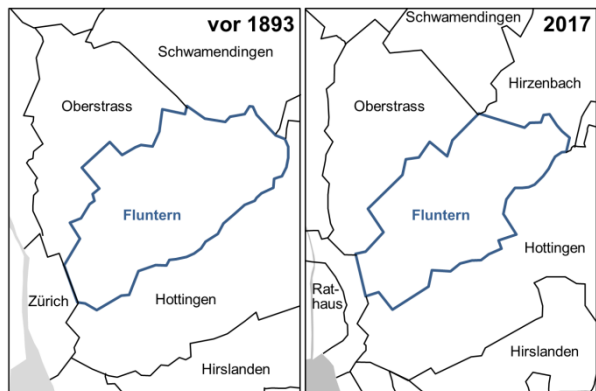 vor 1893
Schwamendingen
Oberstrass
Fluntern
Zürich
Hottingen
Hirslanden
2017
Schwamendingen
Hirzenbach
Oberstrass
Fluntern
Hottingen
Rat-
haus
Hirslanden